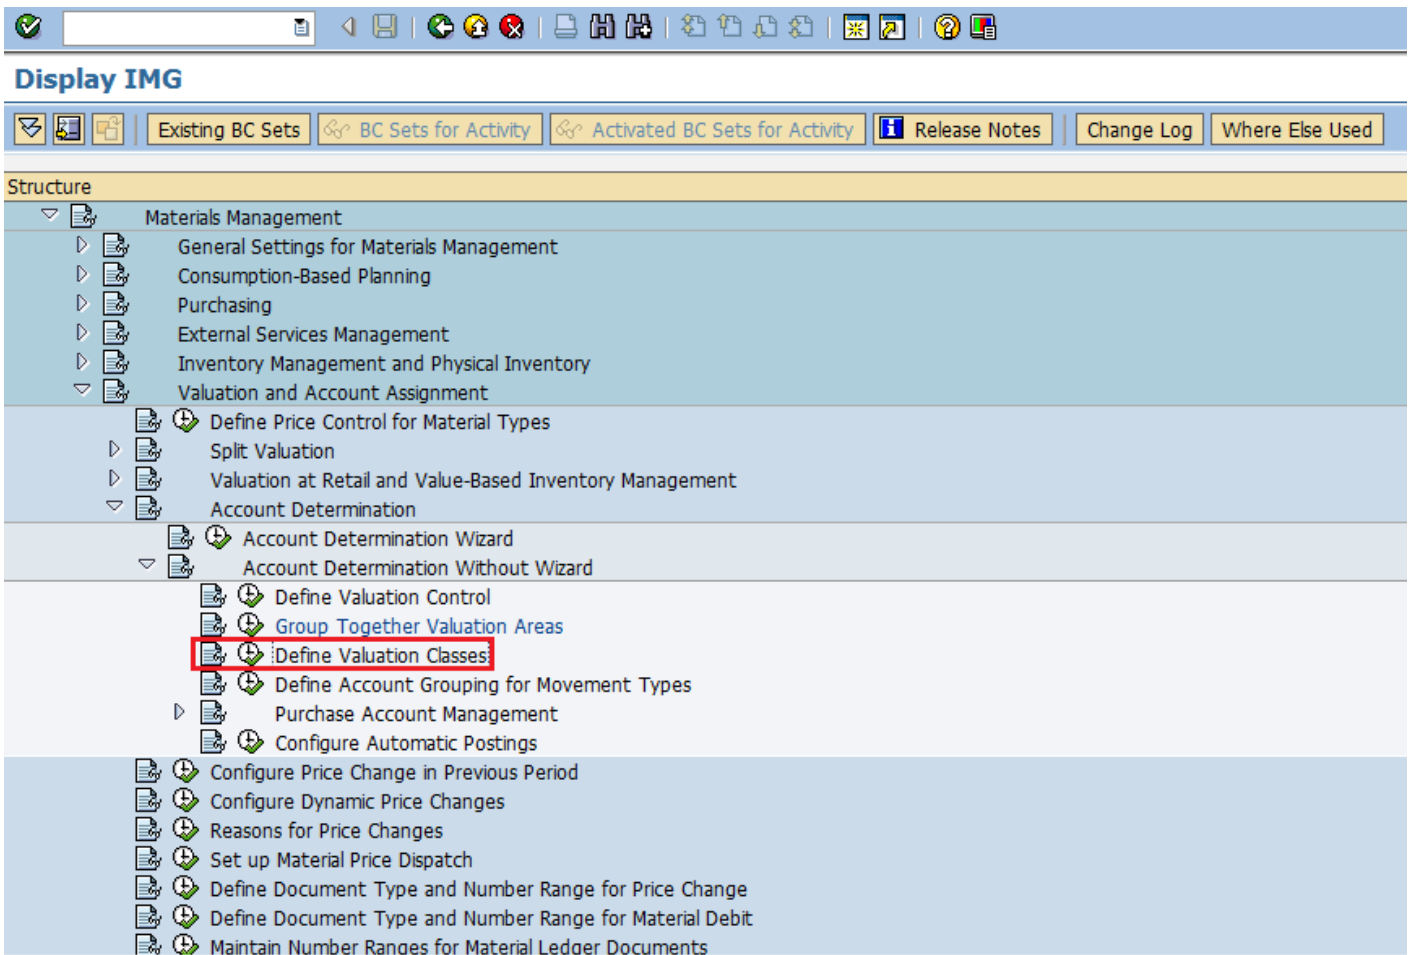 Display IMG
Existing BC Sets BC Sets for Activity Activated BC Sets for Activity Release Notes Change Log Where Else Used
Structure
Materials Management
General Settings for Materials Management
Consumption-Based Planning
Purchasing
External Services Management
Inventory Management and Physical Inventory
Valuation and Account Assignment
Define Price Control for Material Types
Split Valuation
Valuation at Retail and Value-Based Inventory Management
Account Determination
Account Determination Wizard
Account Determination Without Wizard
Define Valuation Control
Group Together Valuation Areas
Define Valuation Classes
Define Account Grouping for Movement Types
Purchase Account Management
Configure Automatic Postings
Configure Price Change in Previous Period
Configure Dynamic Price Changes
Reasons for Price Changes
Set up Material Price Dispatch
Define Document Type and Number Range for Price Change
Define Document Type and Number Range for Material Debit
Maintain Number Ranges for Material Ledger Documents